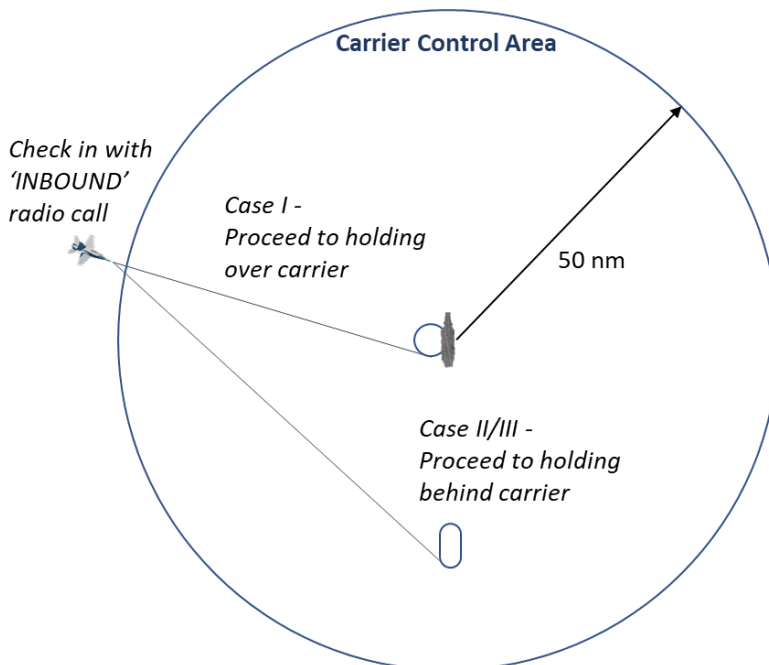 Carrier Control Area
Check in with
‘INBOUND’
radio call
Case I -
Proceed to holding
over carrier
50 nm
Case II/III -
Proceed to holding
behind carrier